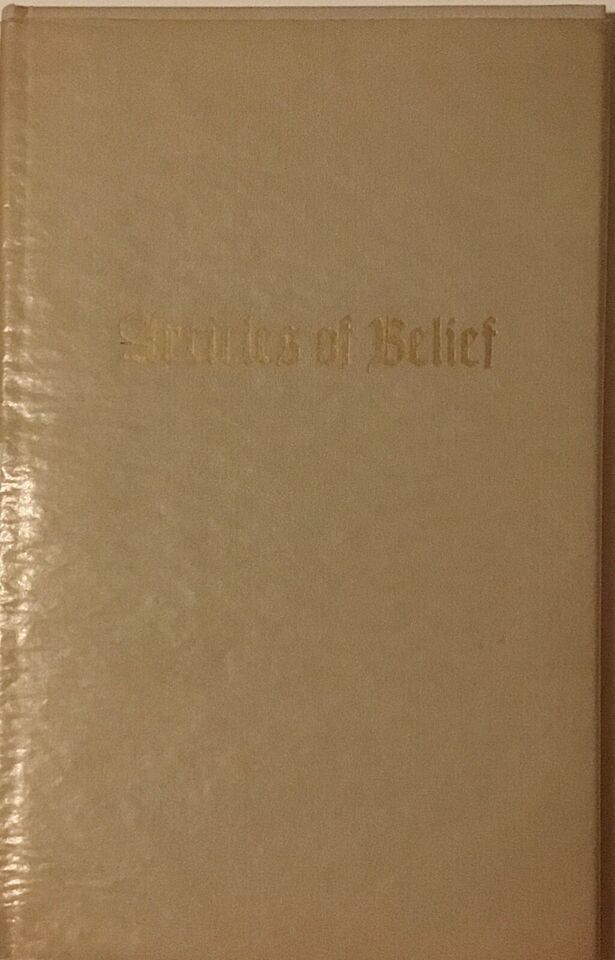 Articles of Belief